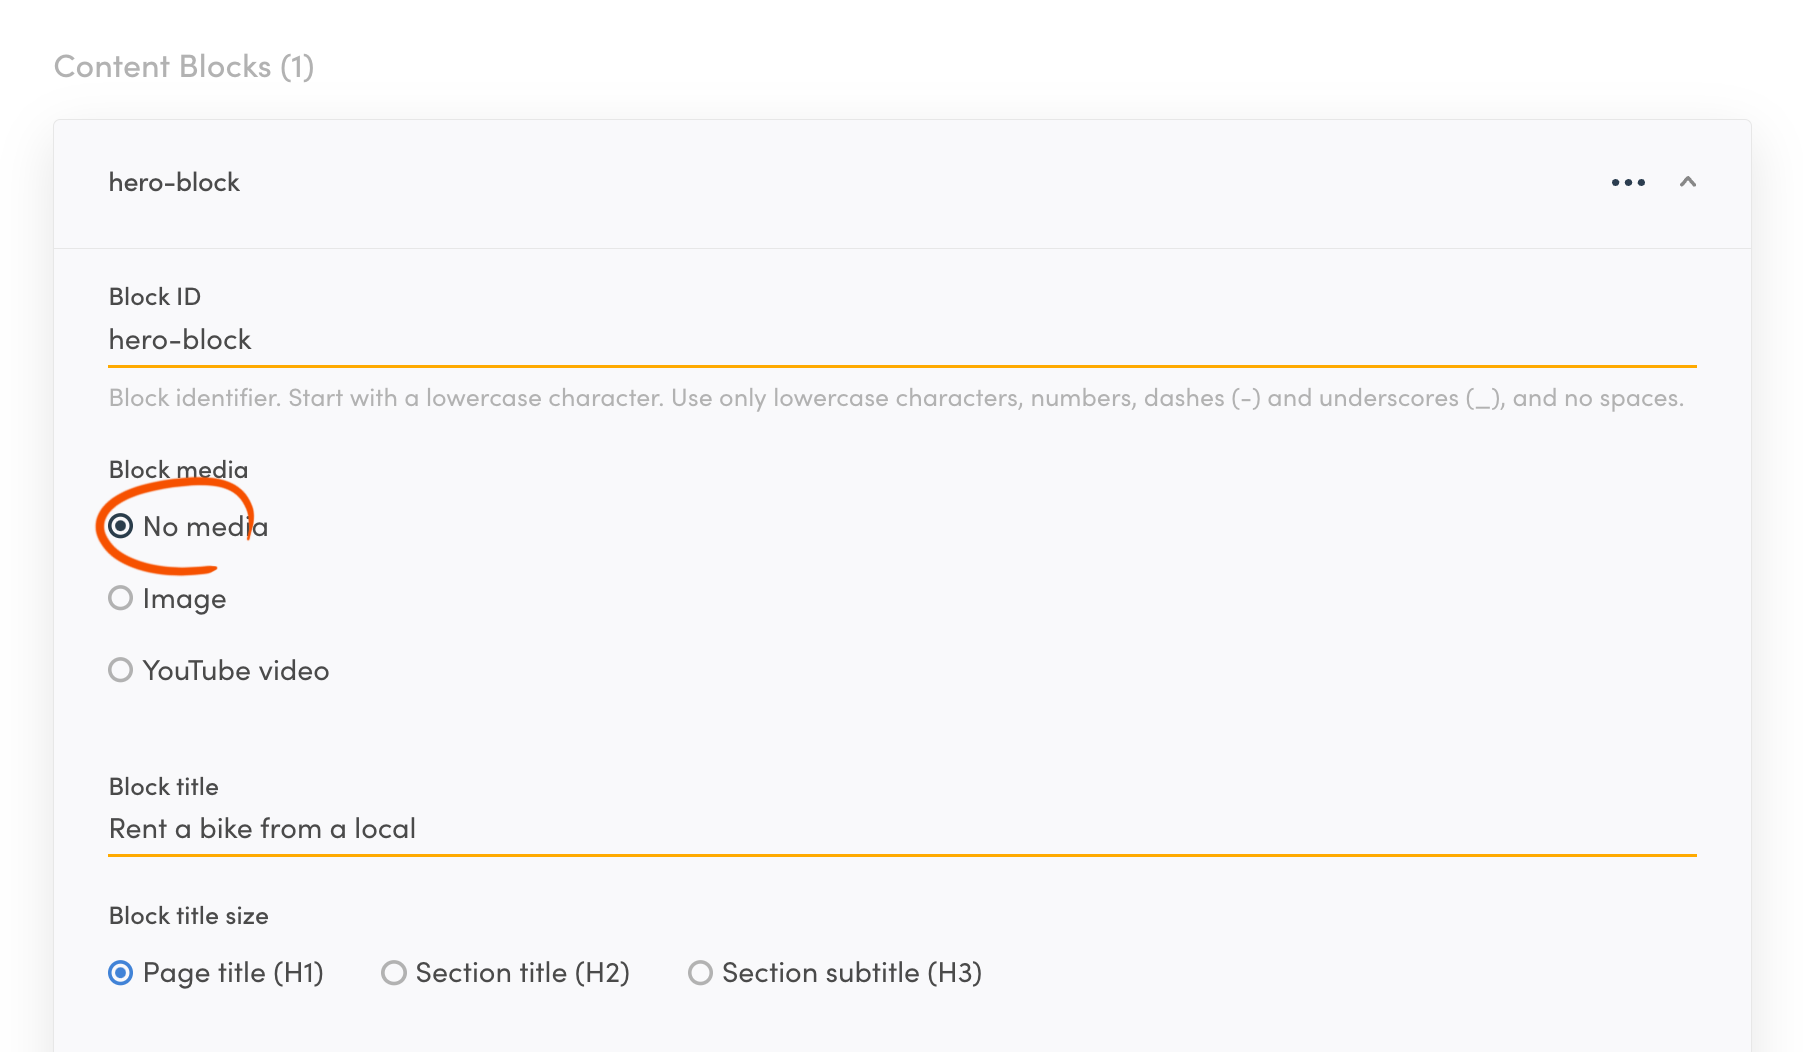 Content Blocks (1)
hero-block
Block ID
hero-block
Block identifier. Start with a lowercase character. Use only lowercase characters, numbers, dashes (-) and underscores (_), and no spaces.
Block media
No media
Image
YouTube video
Block title
Rent a bike from a local
Block title size
Page title (H1) Section title (H2) Section subtitle (H3)